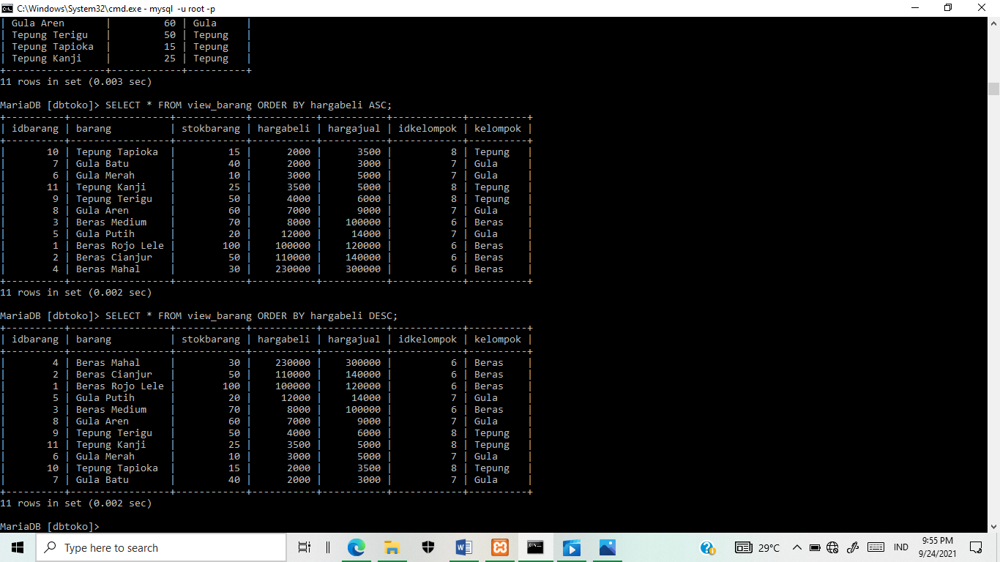 C:\Windows\System32\cmd.exe - mysql  -u root -p
| Gula Aren       |         60 | Gula     |
| Tepung Terigu   |         50 | Tepung   |
| Tepung Tapioka  |         15 | Tepung   |
| Tepung Kanji    |         25 | Tepung   |
+-----------------+------------+----------+
11 rows in set (0.003 sec)
MariaDB [dbtoko]> SELECT * FROM view_barang ORDER BY hargabeli ASC;
+----------+-----------------+------------+-----------+-----------+------------+----------+
| idbarang | barang          | stokbarang | hargabeli | hargajual | idkelompok | kelompok |
+----------+-----------------+------------+-----------+-----------+------------+----------+
|       10 | Tepung Tapioka  |         15 |      2000 |      3500 |          8 | Tepung   |
|        7 | Gula Batu       |         40 |      2000 |      3000 |          7 | Gula     |
|        6 | Gula Merah      |         10 |      3000 |      5000 |          7 | Gula     |
|       11 | Tepung Kanji    |         25 |      3500 |      5000 |          8 | Tepung   |
|        9 | Tepung Terigu   |         50 |      4000 |      6000 |          8 | Tepung   |
|        8 | Gula Aren       |         60 |      7000 |      9000 |          7 | Gula     |
|        3 | Beras Medium    |         70 |      8000 |    100000 |          6 | Beras    |
|        5 | Gula Putih      |         20 |     12000 |     14000 |          7 | Gula     |
|        1 | Beras Rojo Lele |        100 |    100000 |    120000 |          6 | Beras    |
|        2 | Beras Cianjur   |         50 |    110000 |    140000 |          6 | Beras    |
|        4 | Beras Mahal     |         30 |    230000 |    300000 |          6 | Beras    |
+----------+-----------------+------------+-----------+-----------+------------+----------+
11 rows in set (0.002 sec)
MariaDB [dbtoko]> SELECT * FROM view_barang ORDER BY hargabeli DESC;
+----------+-----------------+------------+-----------+-----------+------------+----------+
| idbarang | barang          | stokbarang | hargabeli | hargajual | idkelompok | kelompok |
+----------+-----------------+------------+-----------+-----------+------------+----------+
|        4 | Beras Mahal     |         30 |    230000 |    300000 |          6 | Beras    |
|        2 | Beras Cianjur   |         50 |    110000 |    140000 |          6 | Beras    |
|        1 | Beras Rojo Lele |        100 |    100000 |    120000 |          6 | Beras    |
|        5 | Gula Putih      |         20 |     12000 |     14000 |          7 | Gula     |
|        3 | Beras Medium    |         70 |      8000 |    100000 |          6 | Beras    |
|        8 | Gula Aren       |         60 |      7000 |      9000 |          7 | Gula     |
|        9 | Tepung Terigu   |         50 |      4000 |      6000 |          8 | Tepung   |
|       11 | Tepung Kanji    |         25 |      3500 |      5000 |          8 | Tepung   |
|        6 | Gula Merah      |         10 |      3000 |      5000 |          7 | Gula     |
|       10 | Tepung Tapioka  |         15 |      2000 |      3500 |          8 | Tepung   |
|        7 | Gula Batu       |         40 |      2000 |      3000 |          7 | Gula     |
+----------+-----------------+------------+-----------+-----------+------------+----------+
11 rows in set (0.002 sec)
MariaDB [dbtoko]>
Type here to search
29°C
IND
9:55 PM
9/24/2021